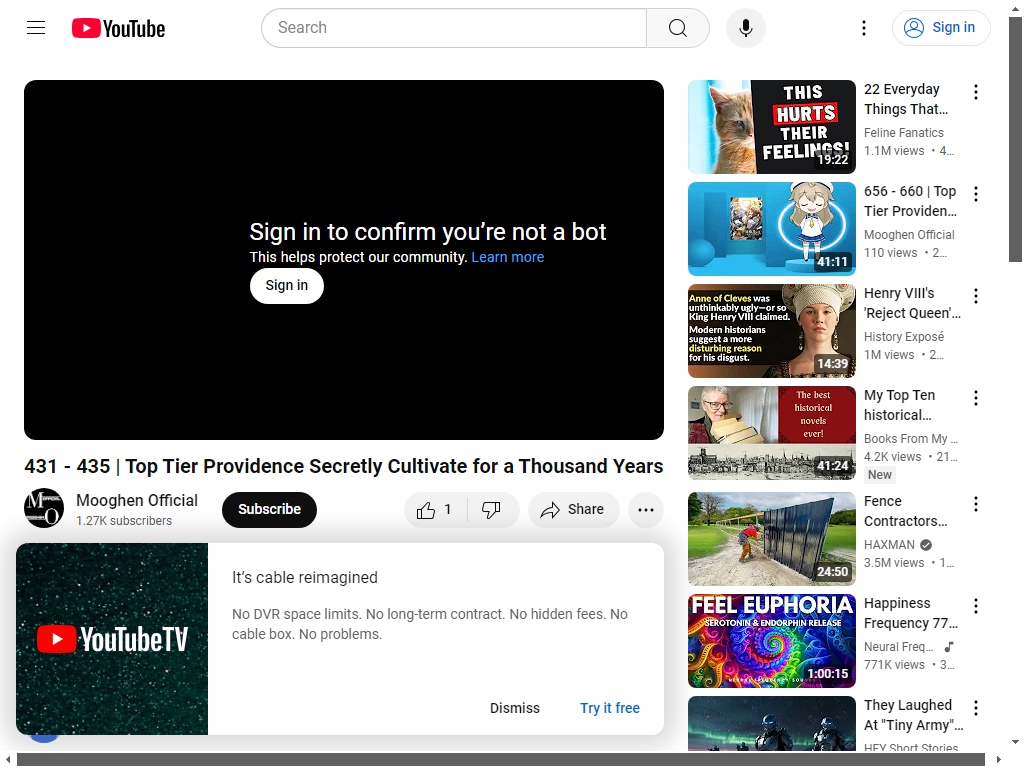 YouTube
Search
Sign in
Sign in to confirm you’re not a bot
This helps protect our community. Learn more
Sign in
431 - 435 | Top Tier Providence Secretly Cultivate for a Thousand Years
Mooghen Official
1.27K subscribers
Subscribe
1
Share
YouTubeTV
It’s cable reimagined
No DVR space limits. No long-term contract. No hidden fees. No
cable box. No problems.
Dismiss
Try it free
THIS
HURTS
THEIR
FEELINGS!
19:22
22 Everyday
Things That…
Feline Fanatics
1.1M views • 4…
41:11
656 - 660 | Top
Tier Providen…
Mooghen Official
110 views • 2…
Anne of Cleves was
unthinkably ugly—or so
King Henry VIII claimed.
Modern historians
suggest a more
disturbing reason
for his disgust.
14:39
Henry VIII's
'Reject Queen'…
History Exposé
1M views • 2…
The best
historical
novels
ever!
41:24
My Top Ten
historical…
Books From My …
4.2K views • 21…
New
24:50
Fence
Contractors…
HAXMAN
3.5M views • 1…
FEEL EUPHORIA
SEROTONIN & ENDORPHIN RELEASE
1:00:15
Happiness
Frequency 77…
Neural Freq…
771K views • 3…
They Laughed
At "Tiny Army"…
HFY Short Stories